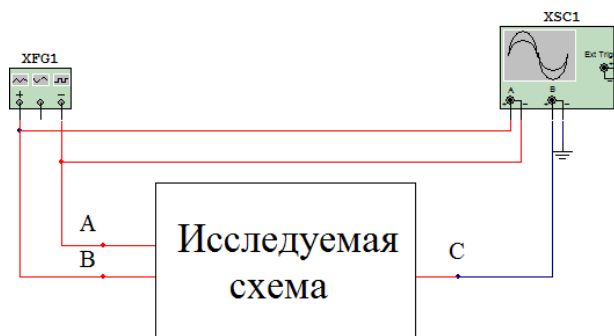 XSC1
XFG1
Ext Trig
+
-
A
B
+ - + -
+ -
A
B
C
Исследуемая
схема